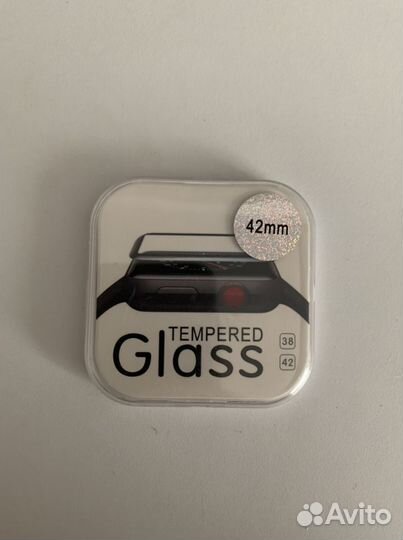 42mm
TEMPERED
Glass
38
42
Avito